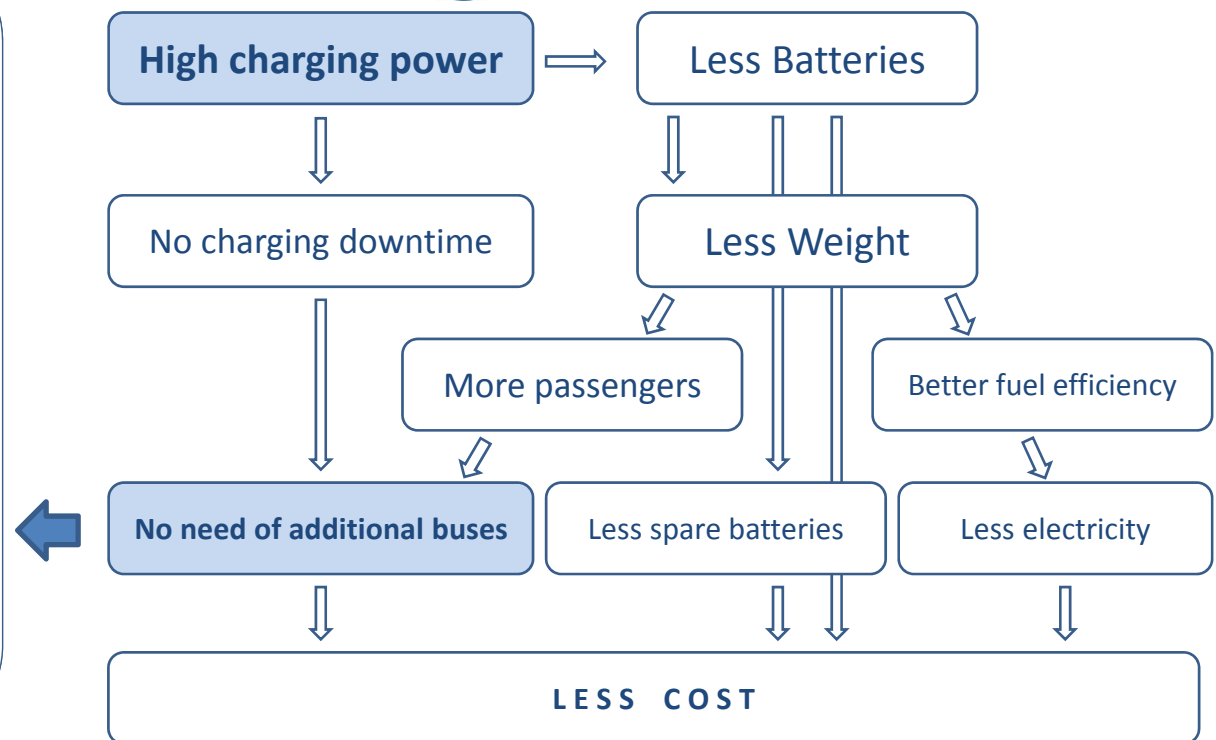 High charging power
Less Batteries
No charging downtime
Less Weight
More passengers
Better fuel efficiency
No need of additional buses
Less spare batteries
Less electricity
LESS COST